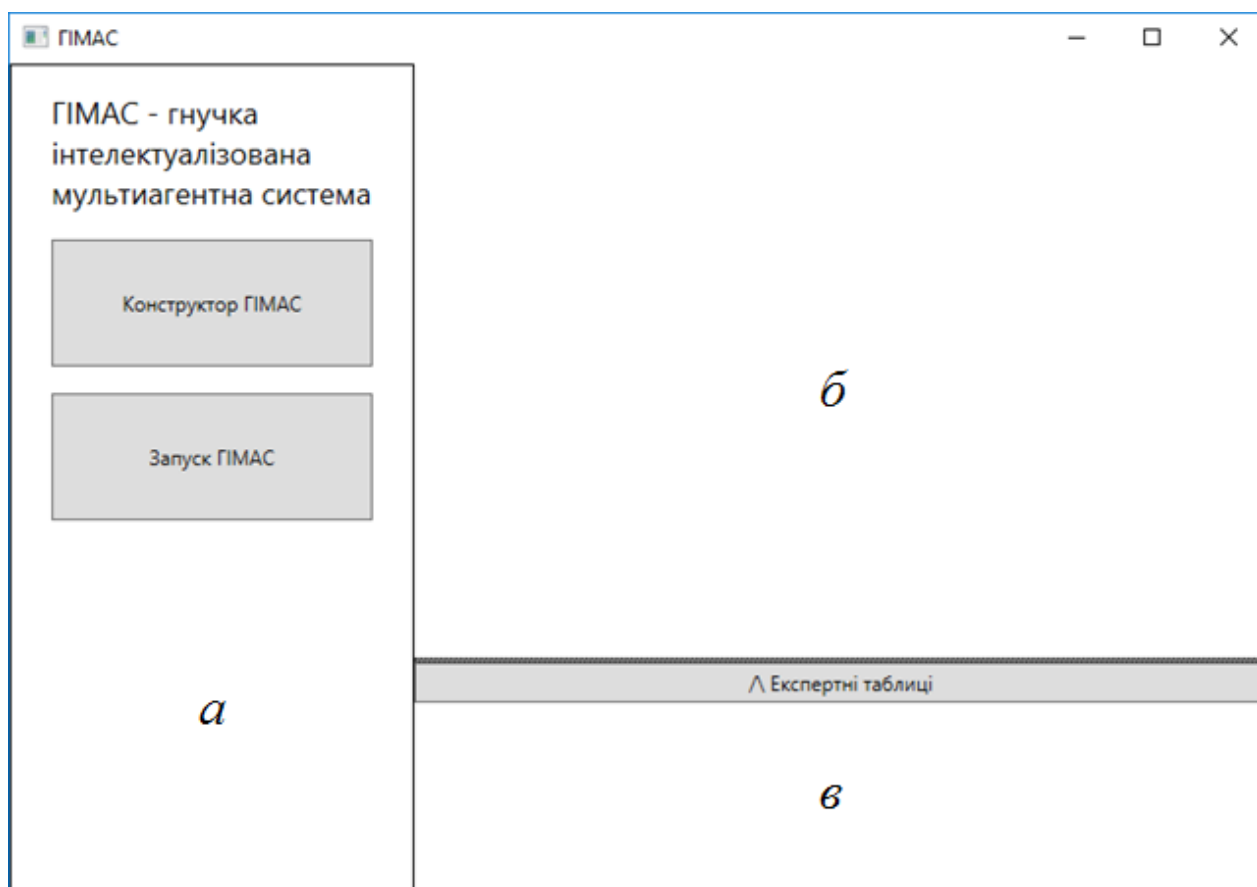 ГІМАС
ГІМАС - гнучка
інтелектуалізована
мультиагентна система
Конструктор ГІМАС
Запуск ГІМАС
а
б
/\ Експертні таблиці
в